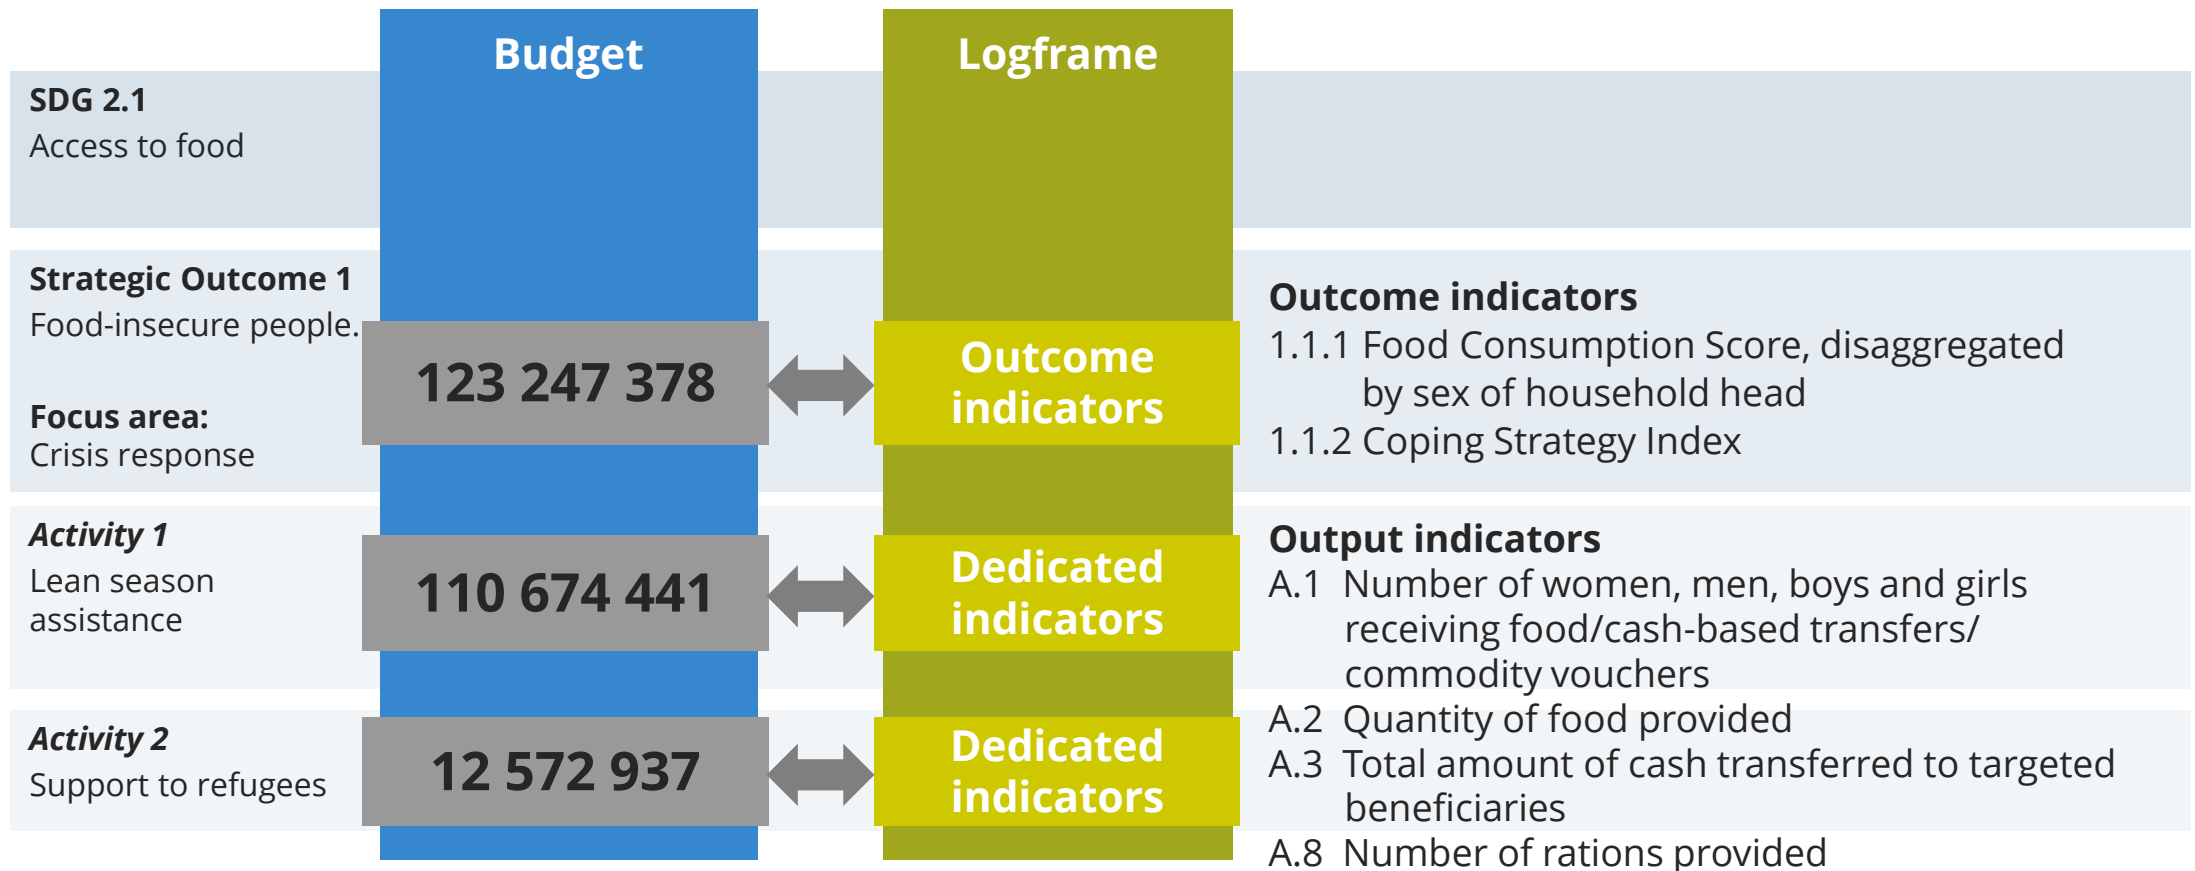 Budget
Logframe
SDG 2.1
Access to food
Strategic Outcome 1
Food-insecure people.
Focus area:
Crisis response
123 247 378
Outcome
indicators
Outcome indicators
1.1.1 Food Consumption Score, disaggregated
by sex of household head
1.1.2 Coping Strategy Index
Activity 1
Lean season
assistance
110 674 441
Dedicated
indicators
Output indicators
A.1 Number of women, men, boys and girls
receiving food/cash-based transfers/
commodity vouchers
Activity 2
Support to refugees
12 572 937
Dedicated
indicators
A.2 Quantity of food provided
A.3 Total amount of cash transferred to targeted
beneficiaries
A.8 Number of rations provided